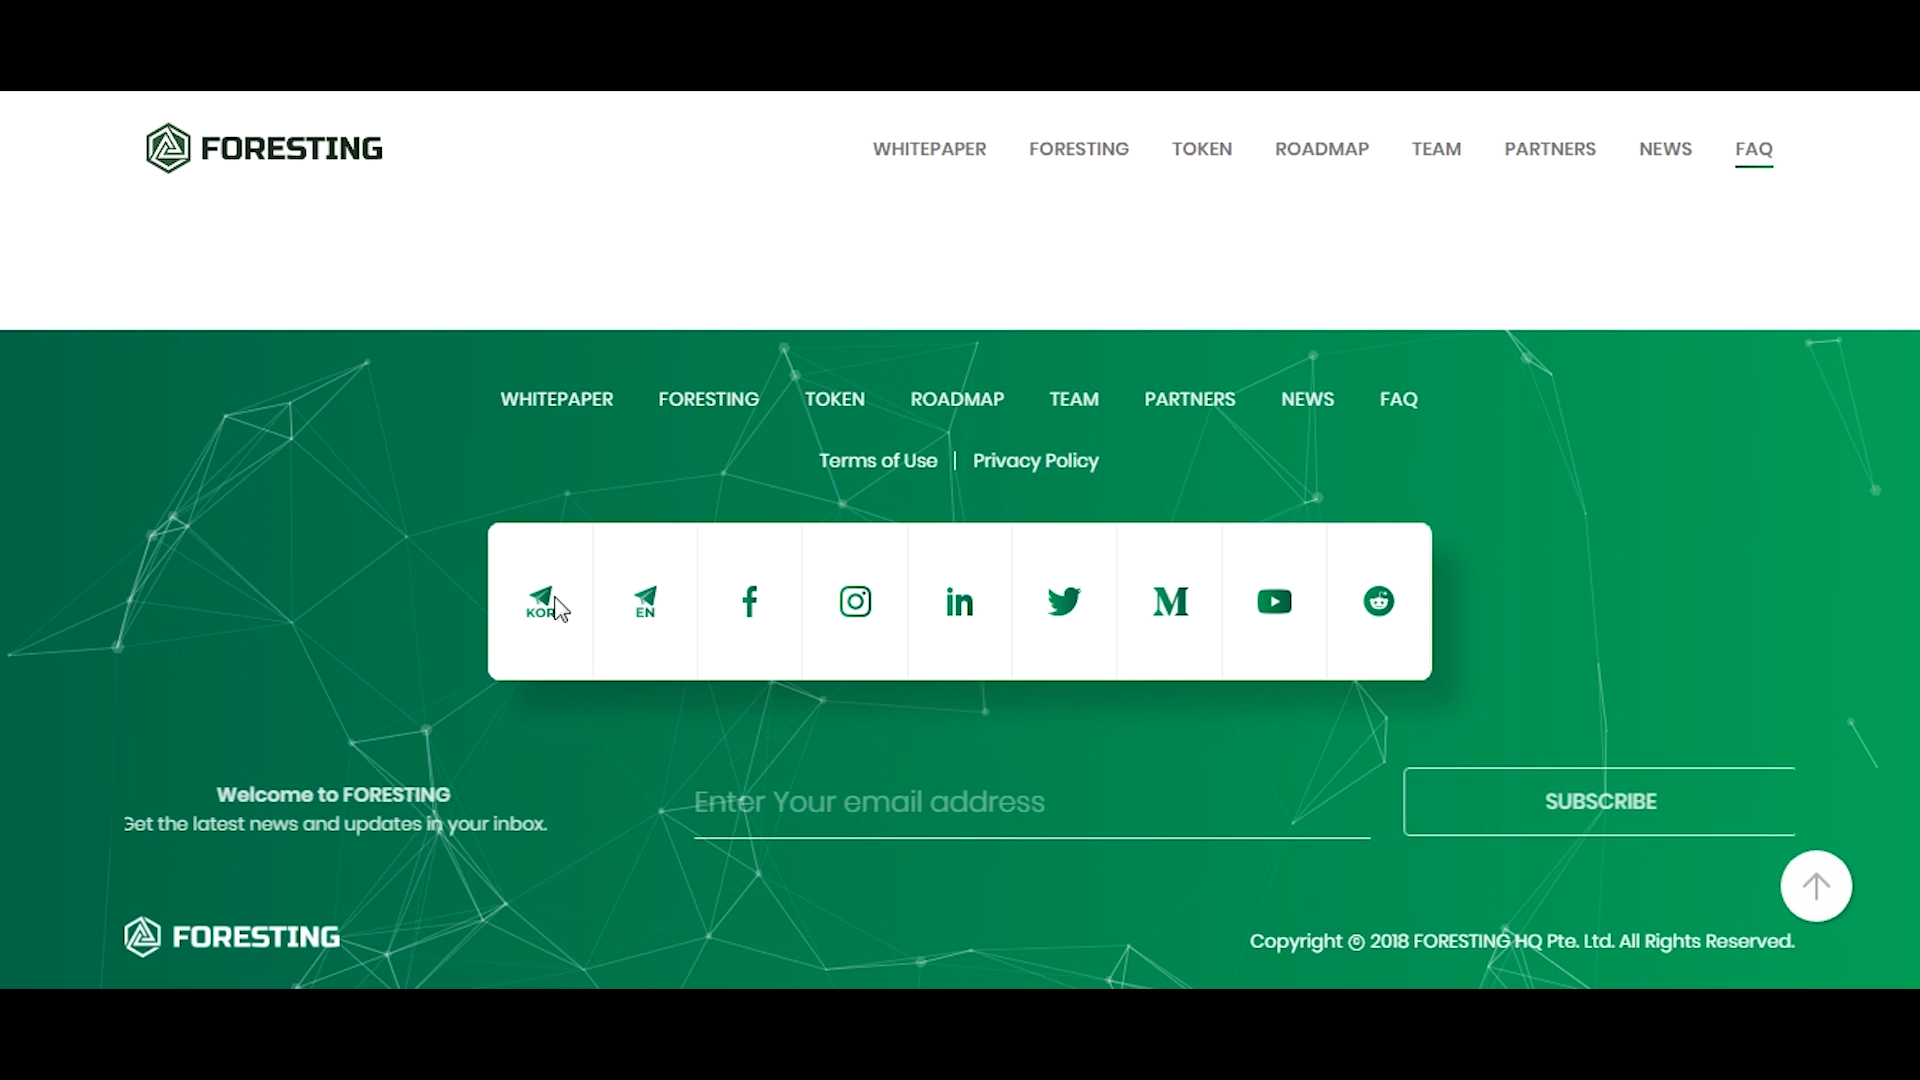 FORESTING
WHITEPAPER FORESTING TOKEN ROADMAP TEAM PARTNERS NEWS FAQ
WHITEPAPER FORESTING TOKEN ROADMAP TEAM PARTNERS NEWS FAQ
Terms of Use | Privacy Policy
KOR EN
Welcome to FORESTING
Get the latest news and updates in your inbox.
Enter Your email address
SUBSCRIBE
FORESTING
Copyright © 2018 FORESTING HQ Pte. Ltd. All Rights Reserved.